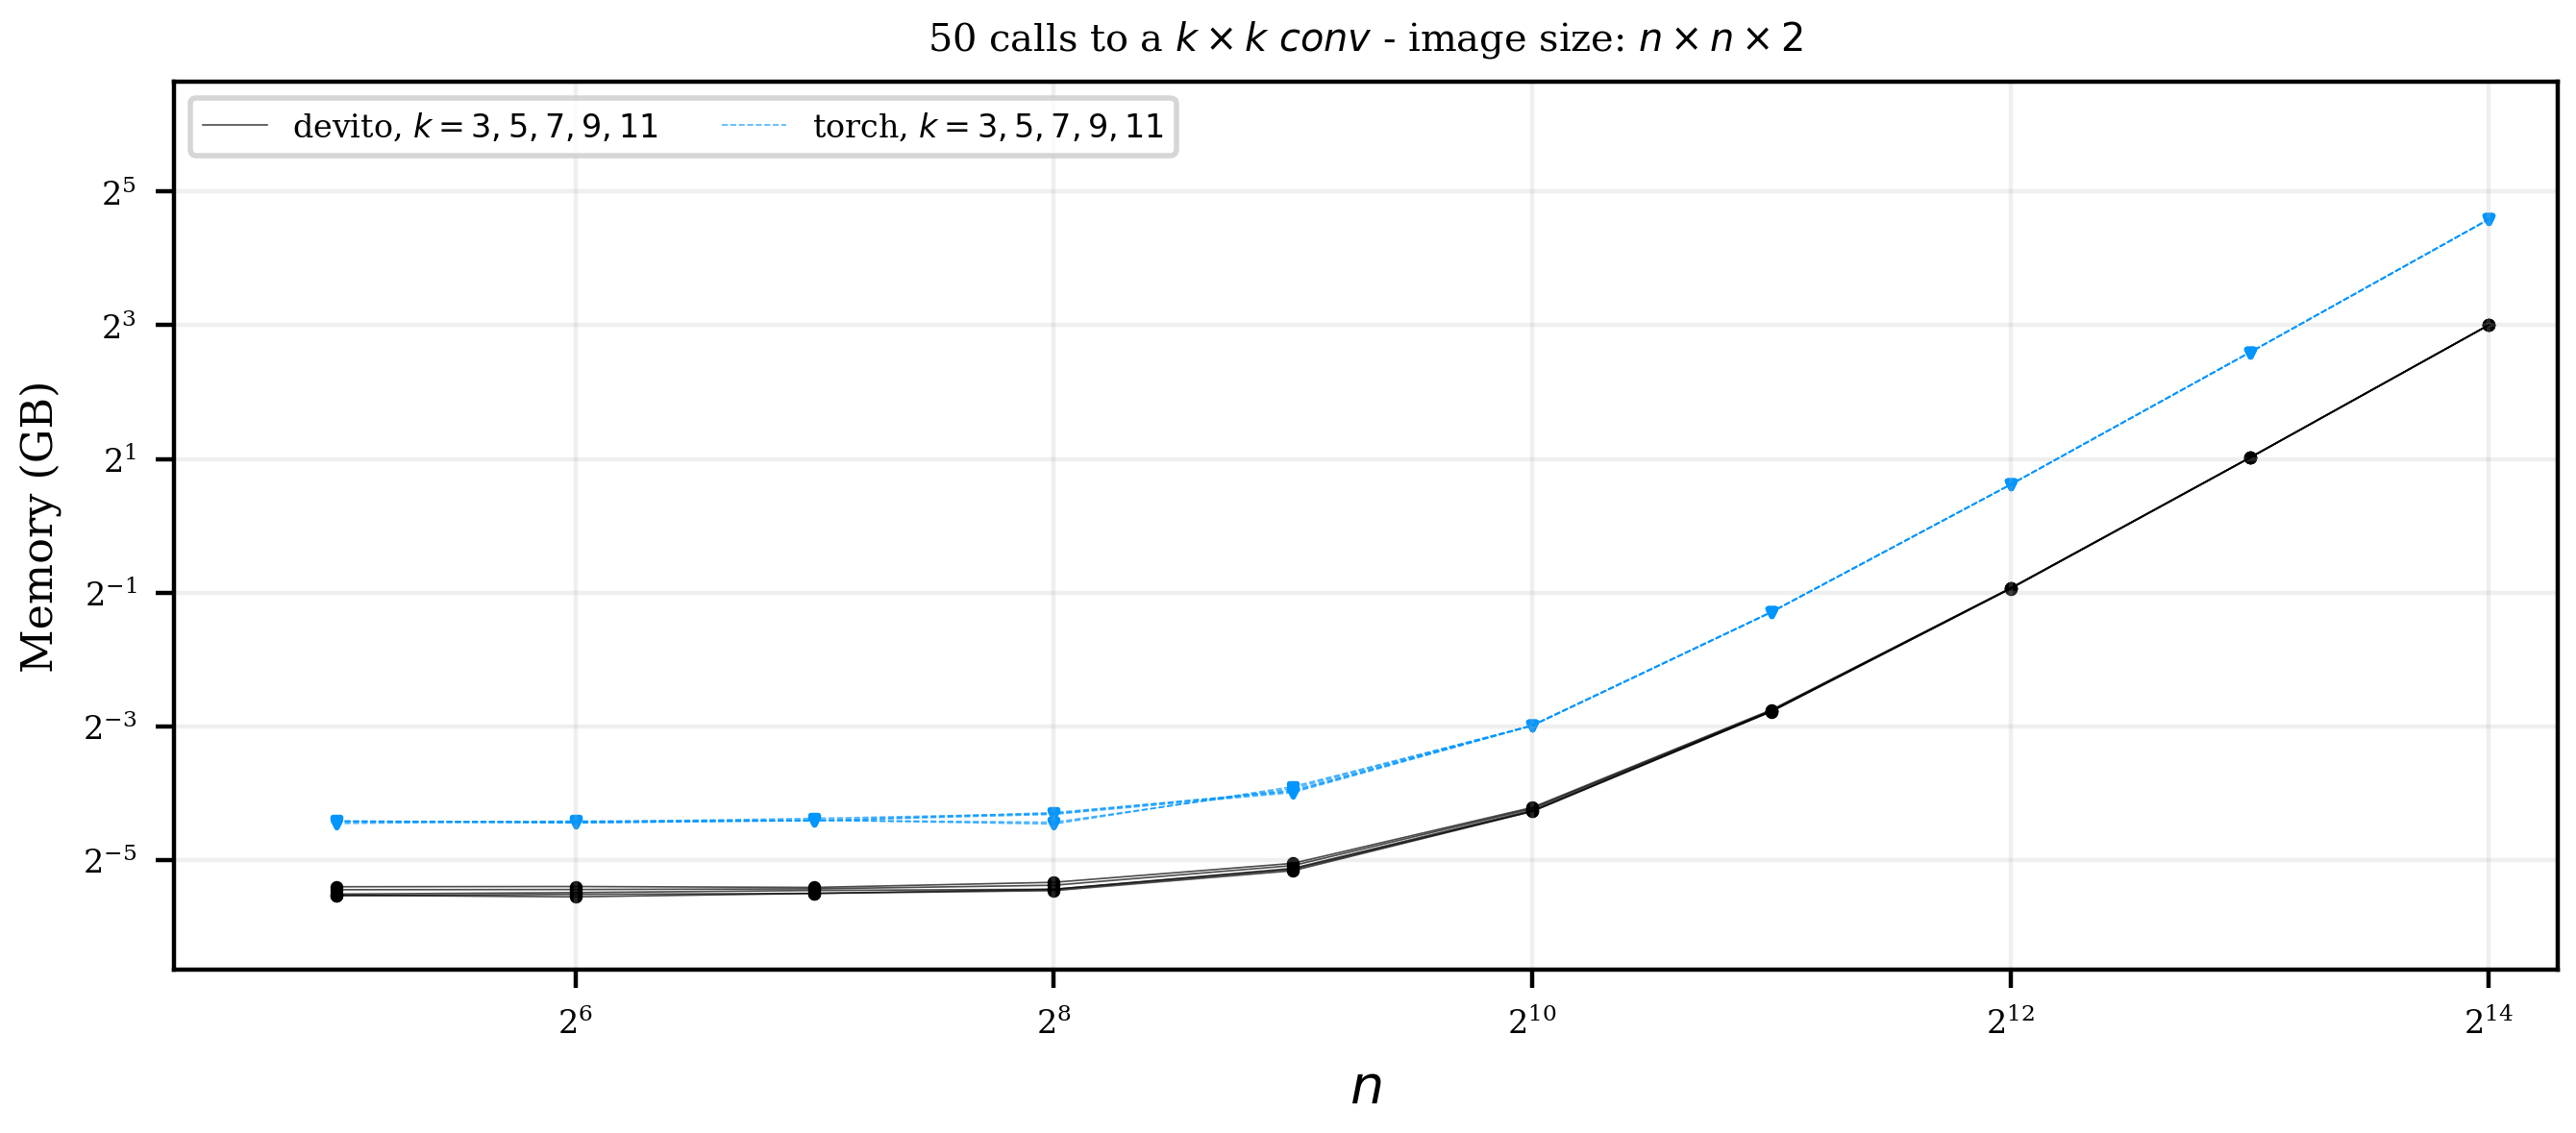 50 calls to a k × k conv - image size: n × n × 2
devito, k = 3, 5, 7, 9, 11
torch, k = 3, 5, 7, 9, 11
Memory (GB)
2⁵
2³
2¹
2⁻¹
2⁻³
2⁻⁵
2⁶ 2⁸ 2¹⁰ 2¹² 2¹⁴
n